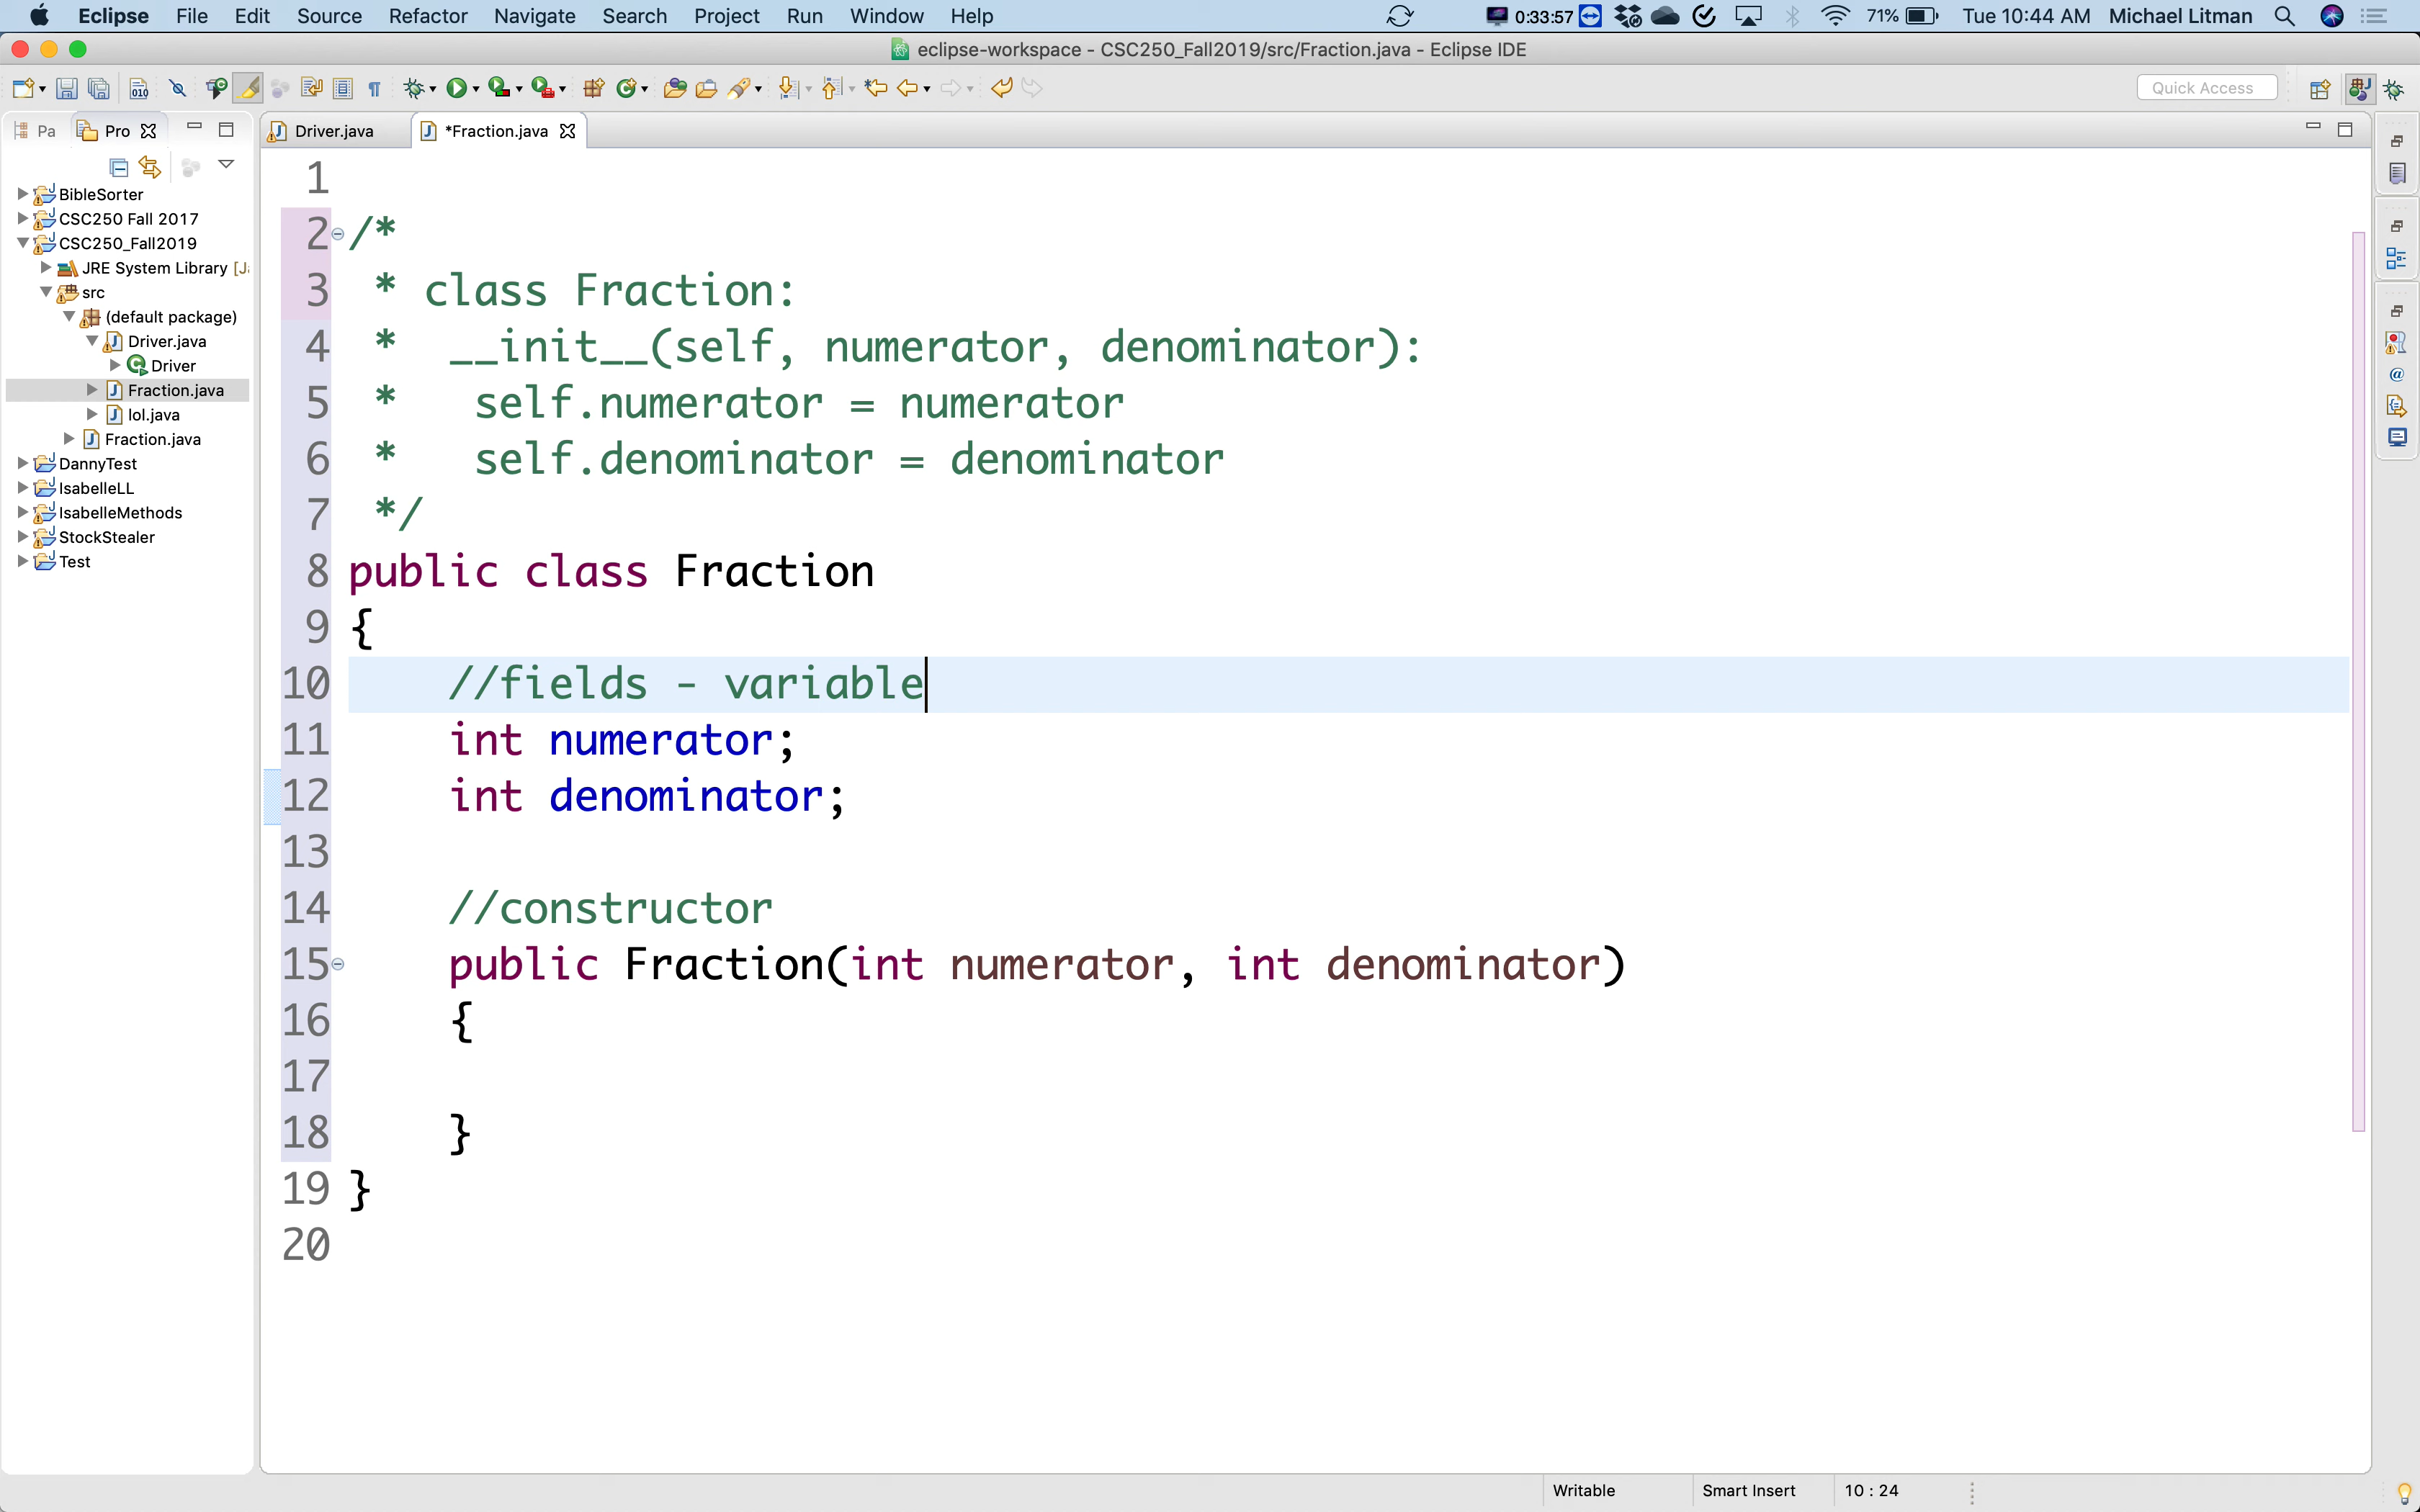 Eclipse File Edit Source Refactor Navigate Search Project Run Window Help 0:33:57 71% Tue 10:44 AM Michael Litman
eclipse-workspace - CSC250_Fall2019/src/Fraction.java - Eclipse IDE
Quick Access
Pa Pro
Driver.java *Fraction.java
BibleSorter
CSC250 Fall 2017
CSC250_Fall2019
JRE System Library [Ja
src
(default package)
Driver.java
Driver
Fraction.java
lol.java
Fraction.java
DannyTest
IsabelleLL
IsabelleMethods
StockStealer
Test
1
2 /*
3 * class Fraction:
4 * __init__(self, numerator, denominator):
5 * self.numerator = numerator
6 * self.denominator = denominator
7 */
8 public class Fraction
9 {
10 //fields - variable
11 int numerator;
12 int denominator;
13
14 //constructor
15 public Fraction(int numerator, int denominator)
16 {
17
18 }
19 }
20
Writable Smart Insert 10 : 24